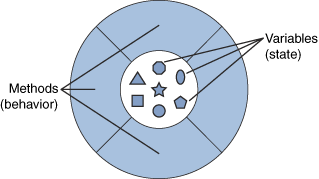 Variables
(state)
Methods
(behavior)